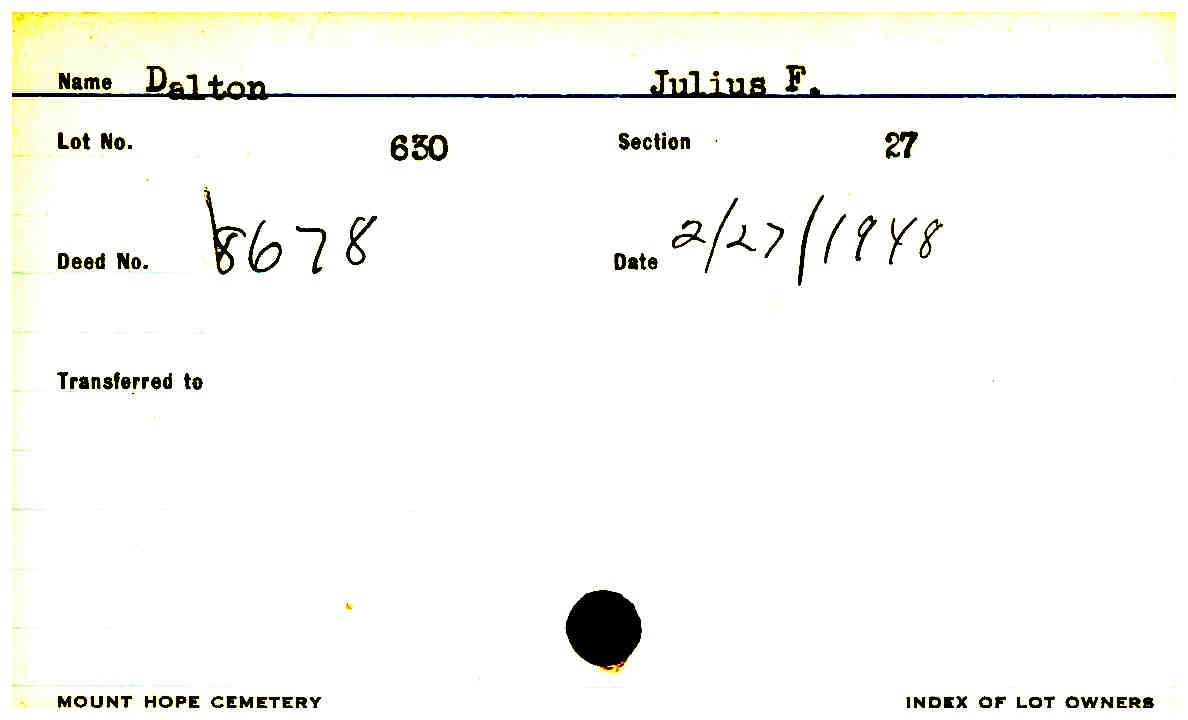 Name Dalton Julius F.
Lot No. 630 Section 27
Deed No. 8678 Date 2/27/1948
Transferred to
MOUNT HOPE CEMETERY INDEX OF LOT OWNERS